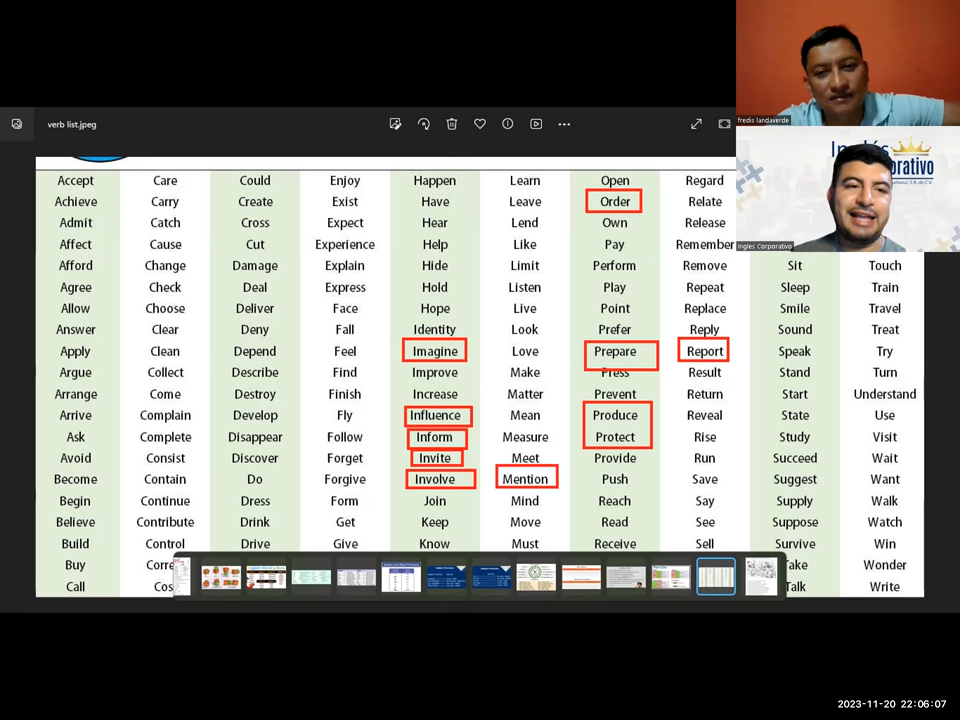 verb list.jpeg
fredis landaverde
Inglés Corporativo
Accept Care Could Enjoy Happen Learn Open Regard
Achieve Carry Create Exist Have Leave Order Relate
Admit Catch Cross Expect Hear Lend Own Release
Affect Cause Cut Experience Help Like Pay Remember
Afford Change Damage Explain Hide Limit Perform Remove Sit Touch
Agree Check Deal Express Hold Listen Play Repeat Sleep Train
Allow Choose Deliver Face Hope Live Point Replace Smile Travel
Answer Clear Deny Fall Identity Look Prefer Reply Sound Treat
Apply Clean Depend Feel Imagine Love Prepare Report Speak Try
Argue Collect Describe Find Improve Make Press Result Stand Turn
Arrange Come Destroy Finish Increase Matter Prevent Return Start Understand
Arrive Complain Develop Fly Influence Mean Produce Reveal State Use
Ask Complete Disappear Follow Inform Measure Protect Rise Study Visit
Avoid Consist Discover Forget Invite Meet Provide Run Succeed Wait
Become Contain Do Forgive Involve Mention Push Save Suggest Want
Begin Continue Dress Form Join Mind Reach Say Supply Walk
Believe Contribute Drink Get Keep Move Read See Suppose Watch
Build Control Drive Give Know Must Receive Sell Survive Win
Buy Take Wonder
Call Talk Write
2023-11-20 22:06:07